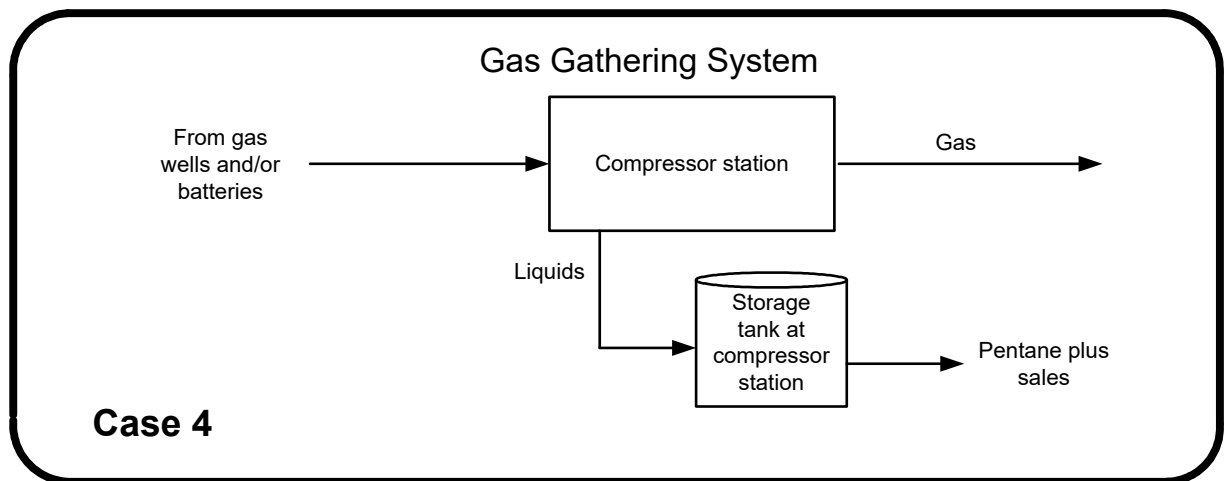 Gas Gathering System
From gas
wells and/or
batteries
Compressor station
Gas
Liquids
Storage
tank at
compressor
station
Pentane plus
sales
Case 4